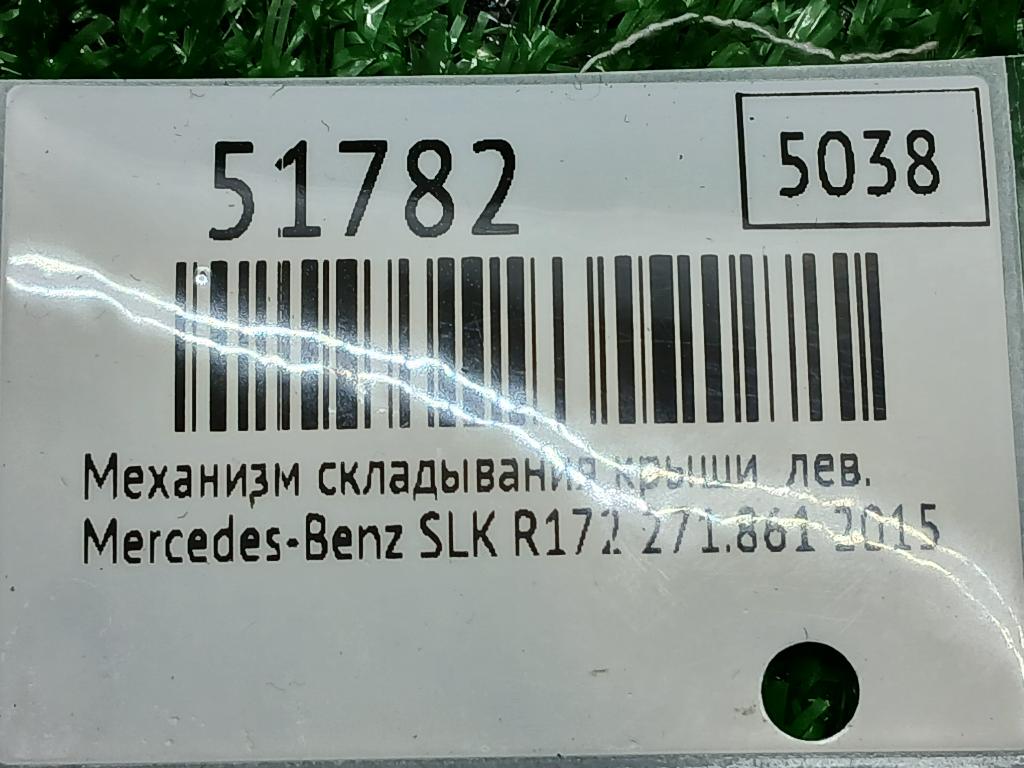 51782
5038
Механизм складывания крыши лев.
Mercedes-Benz SLK R172 271.861 2015